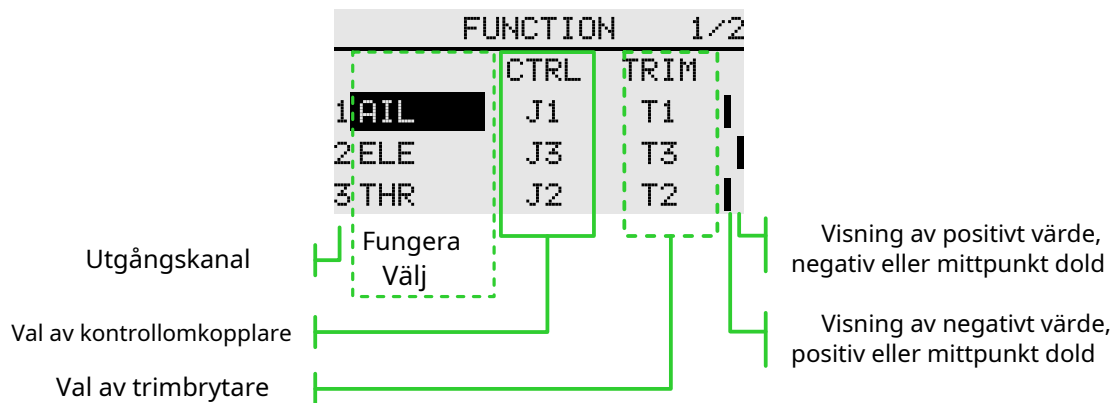 FUNCTION 1/2
CTRL TRIM
1 AIL J1 T1
2 ELE J3 T3
3 THR J2 T2
Utgångskanal
Fungera
Välj
Visning av positivt värde,
negativ eller mittpunkt dold
Val av kontrollomkopplare
Visning av negativt värde,
positiv eller mittpunkt dold
Val av trimbrytare